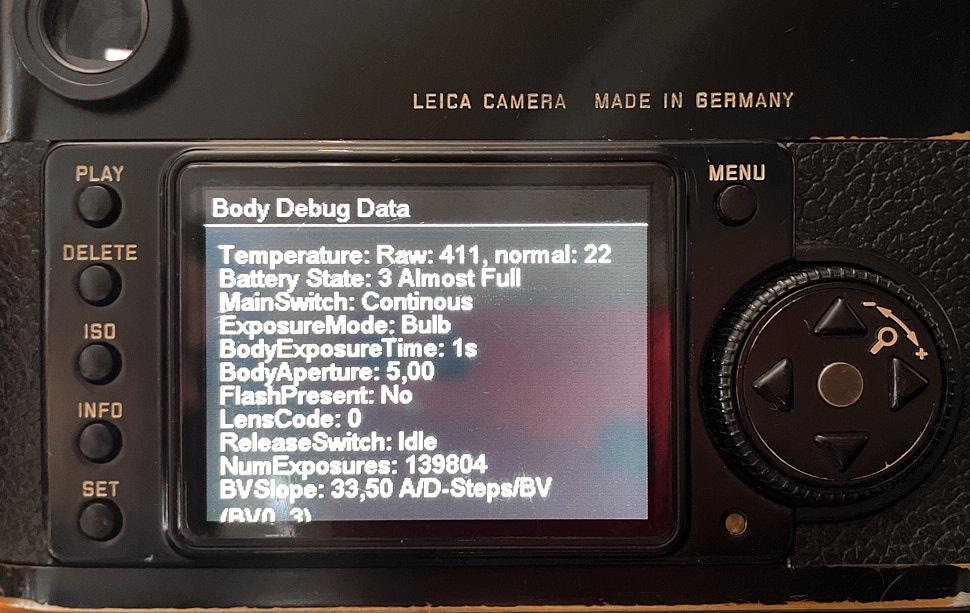 LEICA CAMERA MADE IN GERMANY
PLAY
DELETE
ISO
INFO
SET
MENU
Body Debug Data
Temperature: Raw: 411, normal: 22
Battery State: 3 Almost Full
MainSwitch: Continous
ExposureMode: Bulb
BodyExposureTime: 1s
BodyAperture: 5,00
FlashPresent: No
LensCode: 0
ReleaseSwitch: Idle
NumExposures: 139804
BVSlope: 33,50 A/D-Steps/BV
- +